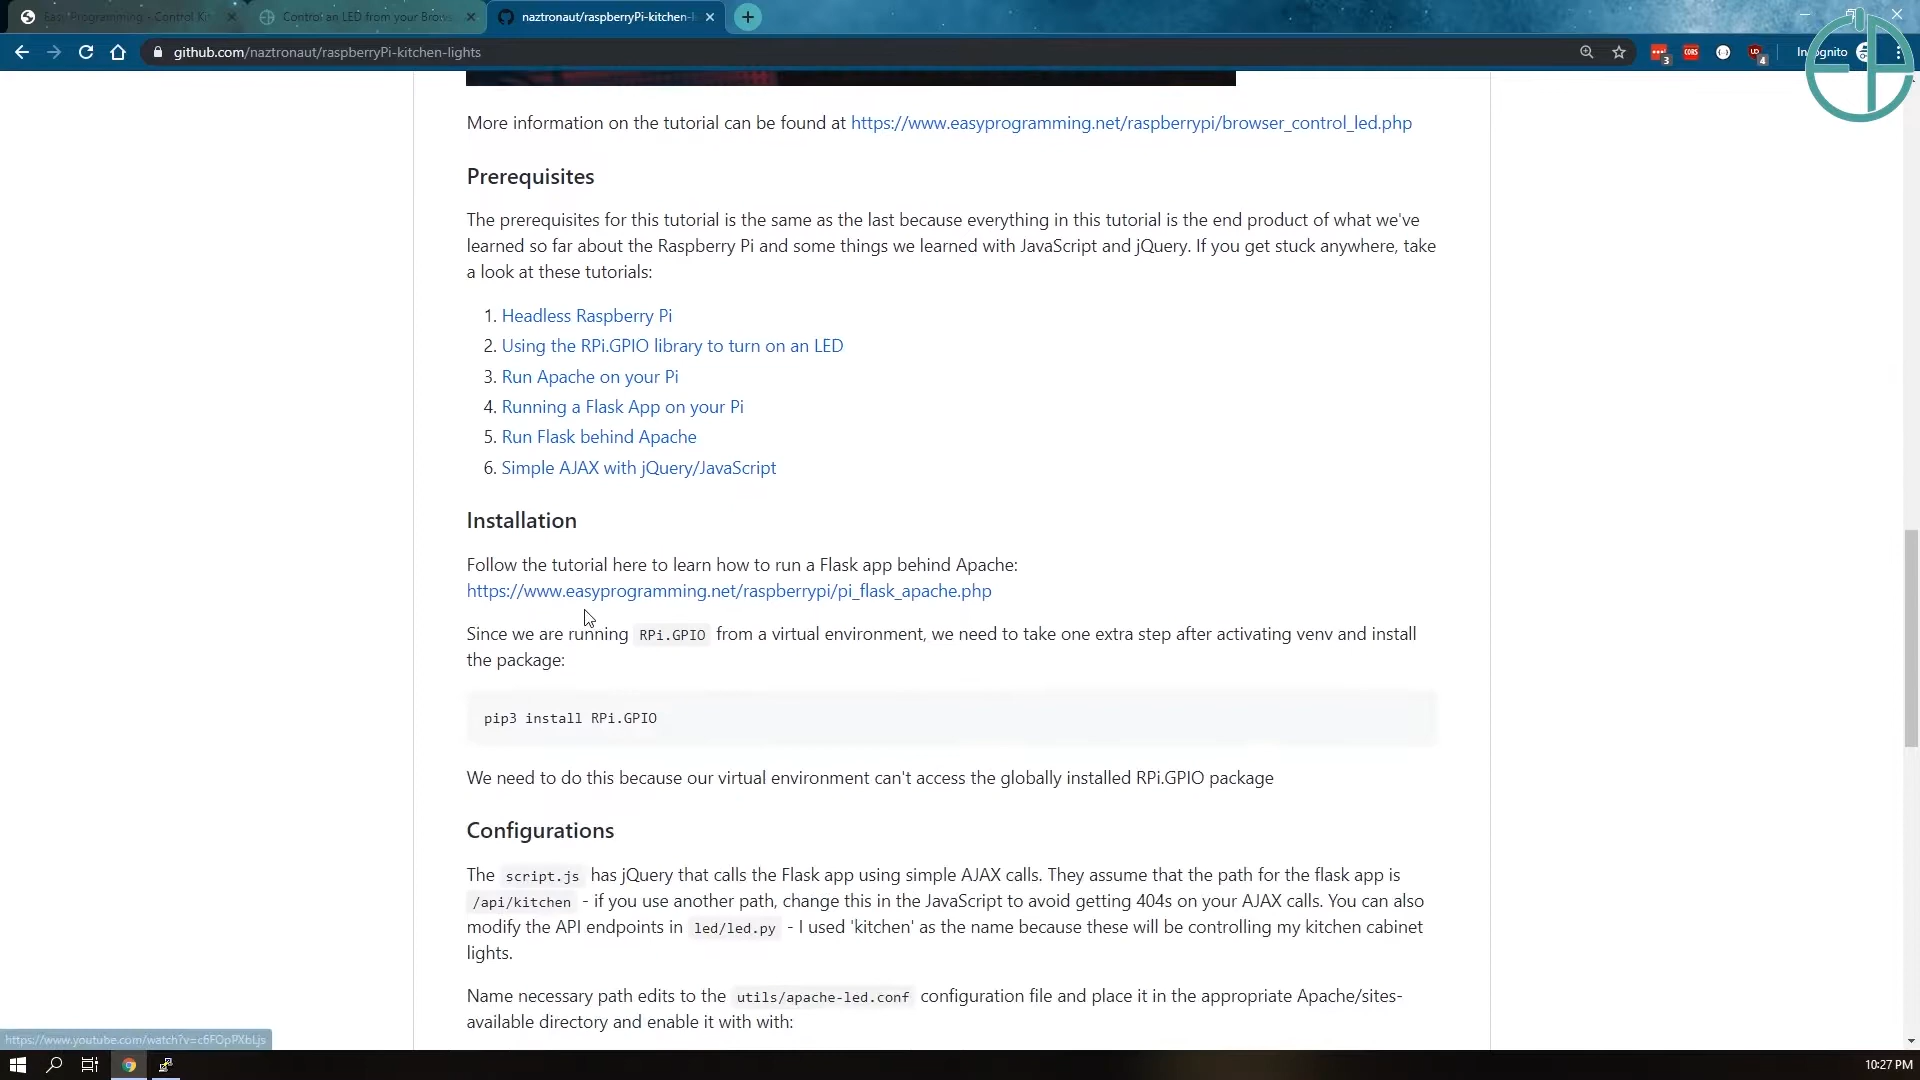 Easy Programming - Control Kit
Control an LED from your Brows
naztronaut/raspberryPi-kitchen-l
github.com/naztronaut/raspberryPi-kitchen-lights
3
CORS
4
Incognito
More information on the tutorial can be found at https://www.easyprogramming.net/raspberrypi/browser_control_led.php
Prerequisites
The prerequisites for this tutorial is the same as the last because everything in this tutorial is the end product of what we've
learned so far about the Raspberry Pi and some things we learned with JavaScript and jQuery. If you get stuck anywhere, take
a look at these tutorials:
1. Headless Raspberry Pi
2. Using the RPi.GPIO library to turn on an LED
3. Run Apache on your Pi
4. Running a Flask App on your Pi
5. Run Flask behind Apache
6. Simple AJAX with jQuery/JavaScript
Installation
Follow the tutorial here to learn how to run a Flask app behind Apache:
https://www.easyprogramming.net/raspberrypi/pi_flask_apache.php
Since we are running RPi.GPIO from a virtual environment, we need to take one extra step after activating venv and install
the package:
pip3 install RPi.GPIO
We need to do this because our virtual environment can't access the globally installed RPi.GPIO package
Configurations
The script.js has jQuery that calls the Flask app using simple AJAX calls. They assume that the path for the flask app is
/api/kitchen - if you use another path, change this in the JavaScript to avoid getting 404s on your AJAX calls. You can also
modify the API endpoints in led/led.py - I used 'kitchen' as the name because these will be controlling my kitchen cabinet
lights.
Name necessary path edits to the utils/apache-led.conf configuration file and place it in the appropriate Apache/sites-
available directory and enable it with with:
10:27 PM